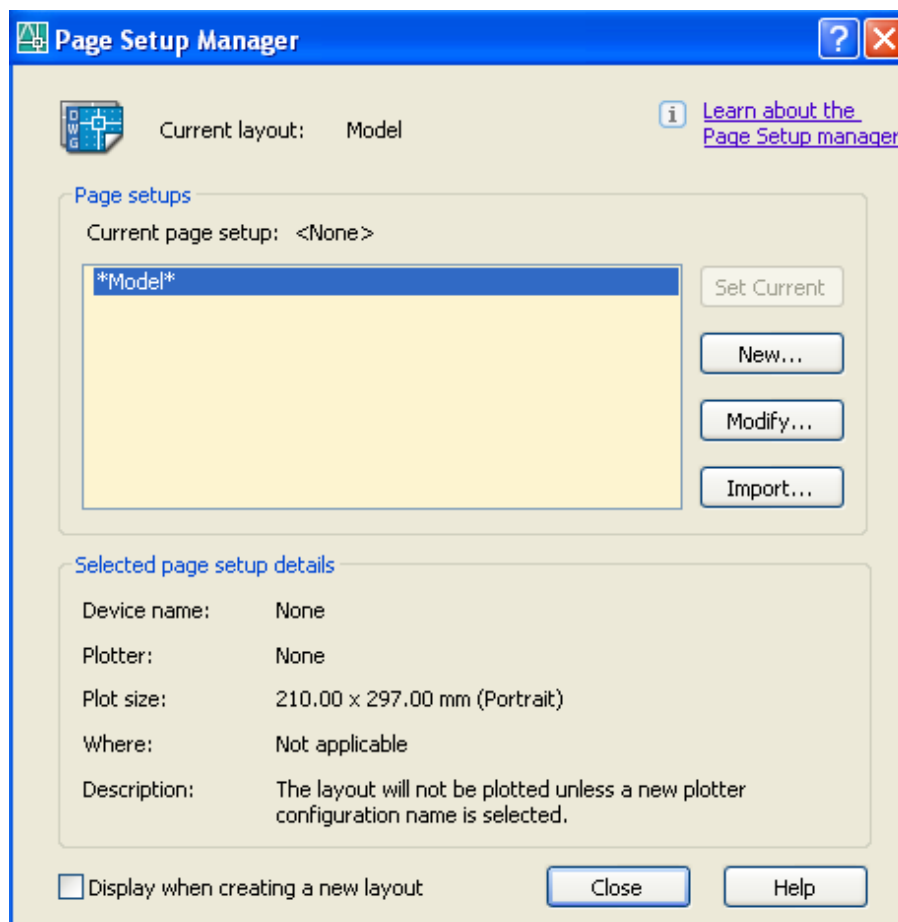 Page Setup Manager
Current layout: Model
Learn about the
Page Setup manager
Page setups
Current page setup: <None>
*Model*
Set Current
New...
Modify...
Import...
Selected page setup details
Device name: None
Plotter: None
Plot size: 210.00 x 297.00 mm (Portrait)
Where: Not applicable
Description: The layout will not be plotted unless a new plotter
configuration name is selected.
Display when creating a new layout
Close
Help